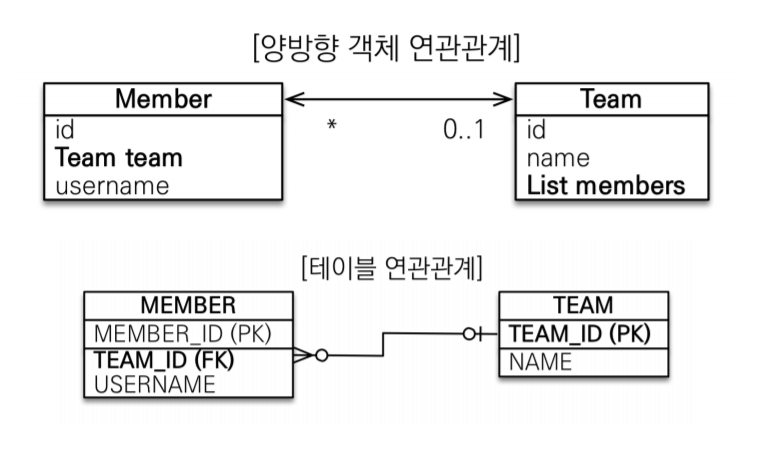 [양방향 객체 연관관계]
Member
id
Team team
username
* 0..1
Team
id
name
List members
[테이블 연관관계]
MEMBER
MEMBER_ID (PK)
TEAM_ID (FK)
USERNAME
TEAM
TEAM_ID (PK)
NAME